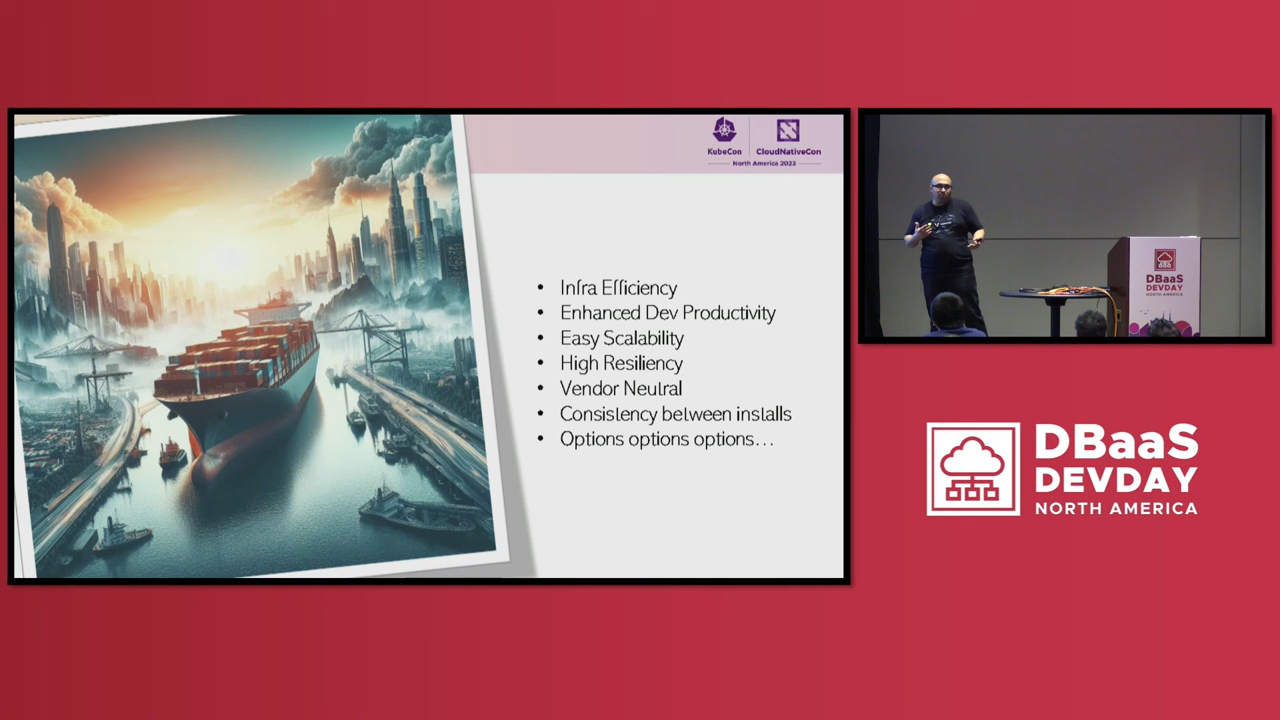 KubeCon
CloudNativeCon
North America 2023
• Infra Efficiency
• Enhanced Dev Productivity
• Easy Scalability
• High Resiliency
• Vendor Neutral
• Consistency between installs
• Options options options...
DBaaS
DEVDAY
NORTH AMERICA
DBaaS
DEVDAY
NORTH AMERICA